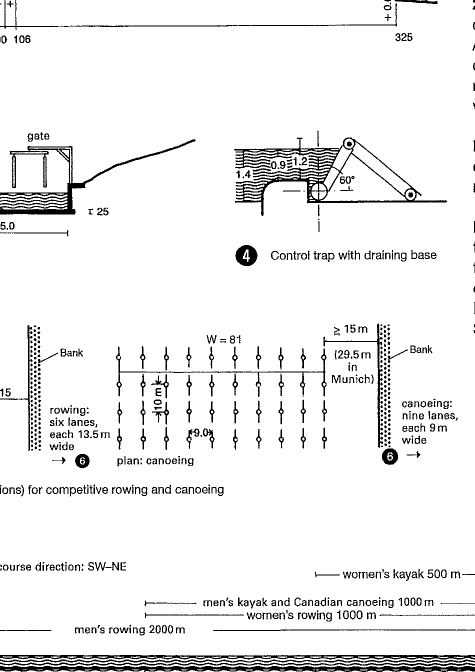 106
+ 0.
325
gate
25
5.0
1.4
0.9
1.2
60°
4 Control trap with draining base
Bank
15
rowing:
six lanes,
each 13.5 m
wide
→ 6
W = 81
10 m
9.0
plan: canoeing
≥ 15 m
(29.5 m
in
Munich)
Bank
canoeing:
nine lanes,
each 9 m
wide
6 →
ions) for competitive rowing and canoeing
course direction: SW–NE
women's kayak 500 m
men's kayak and Canadian canoeing 1000 m
women's rowing 1000 m
men's rowing 2000 m